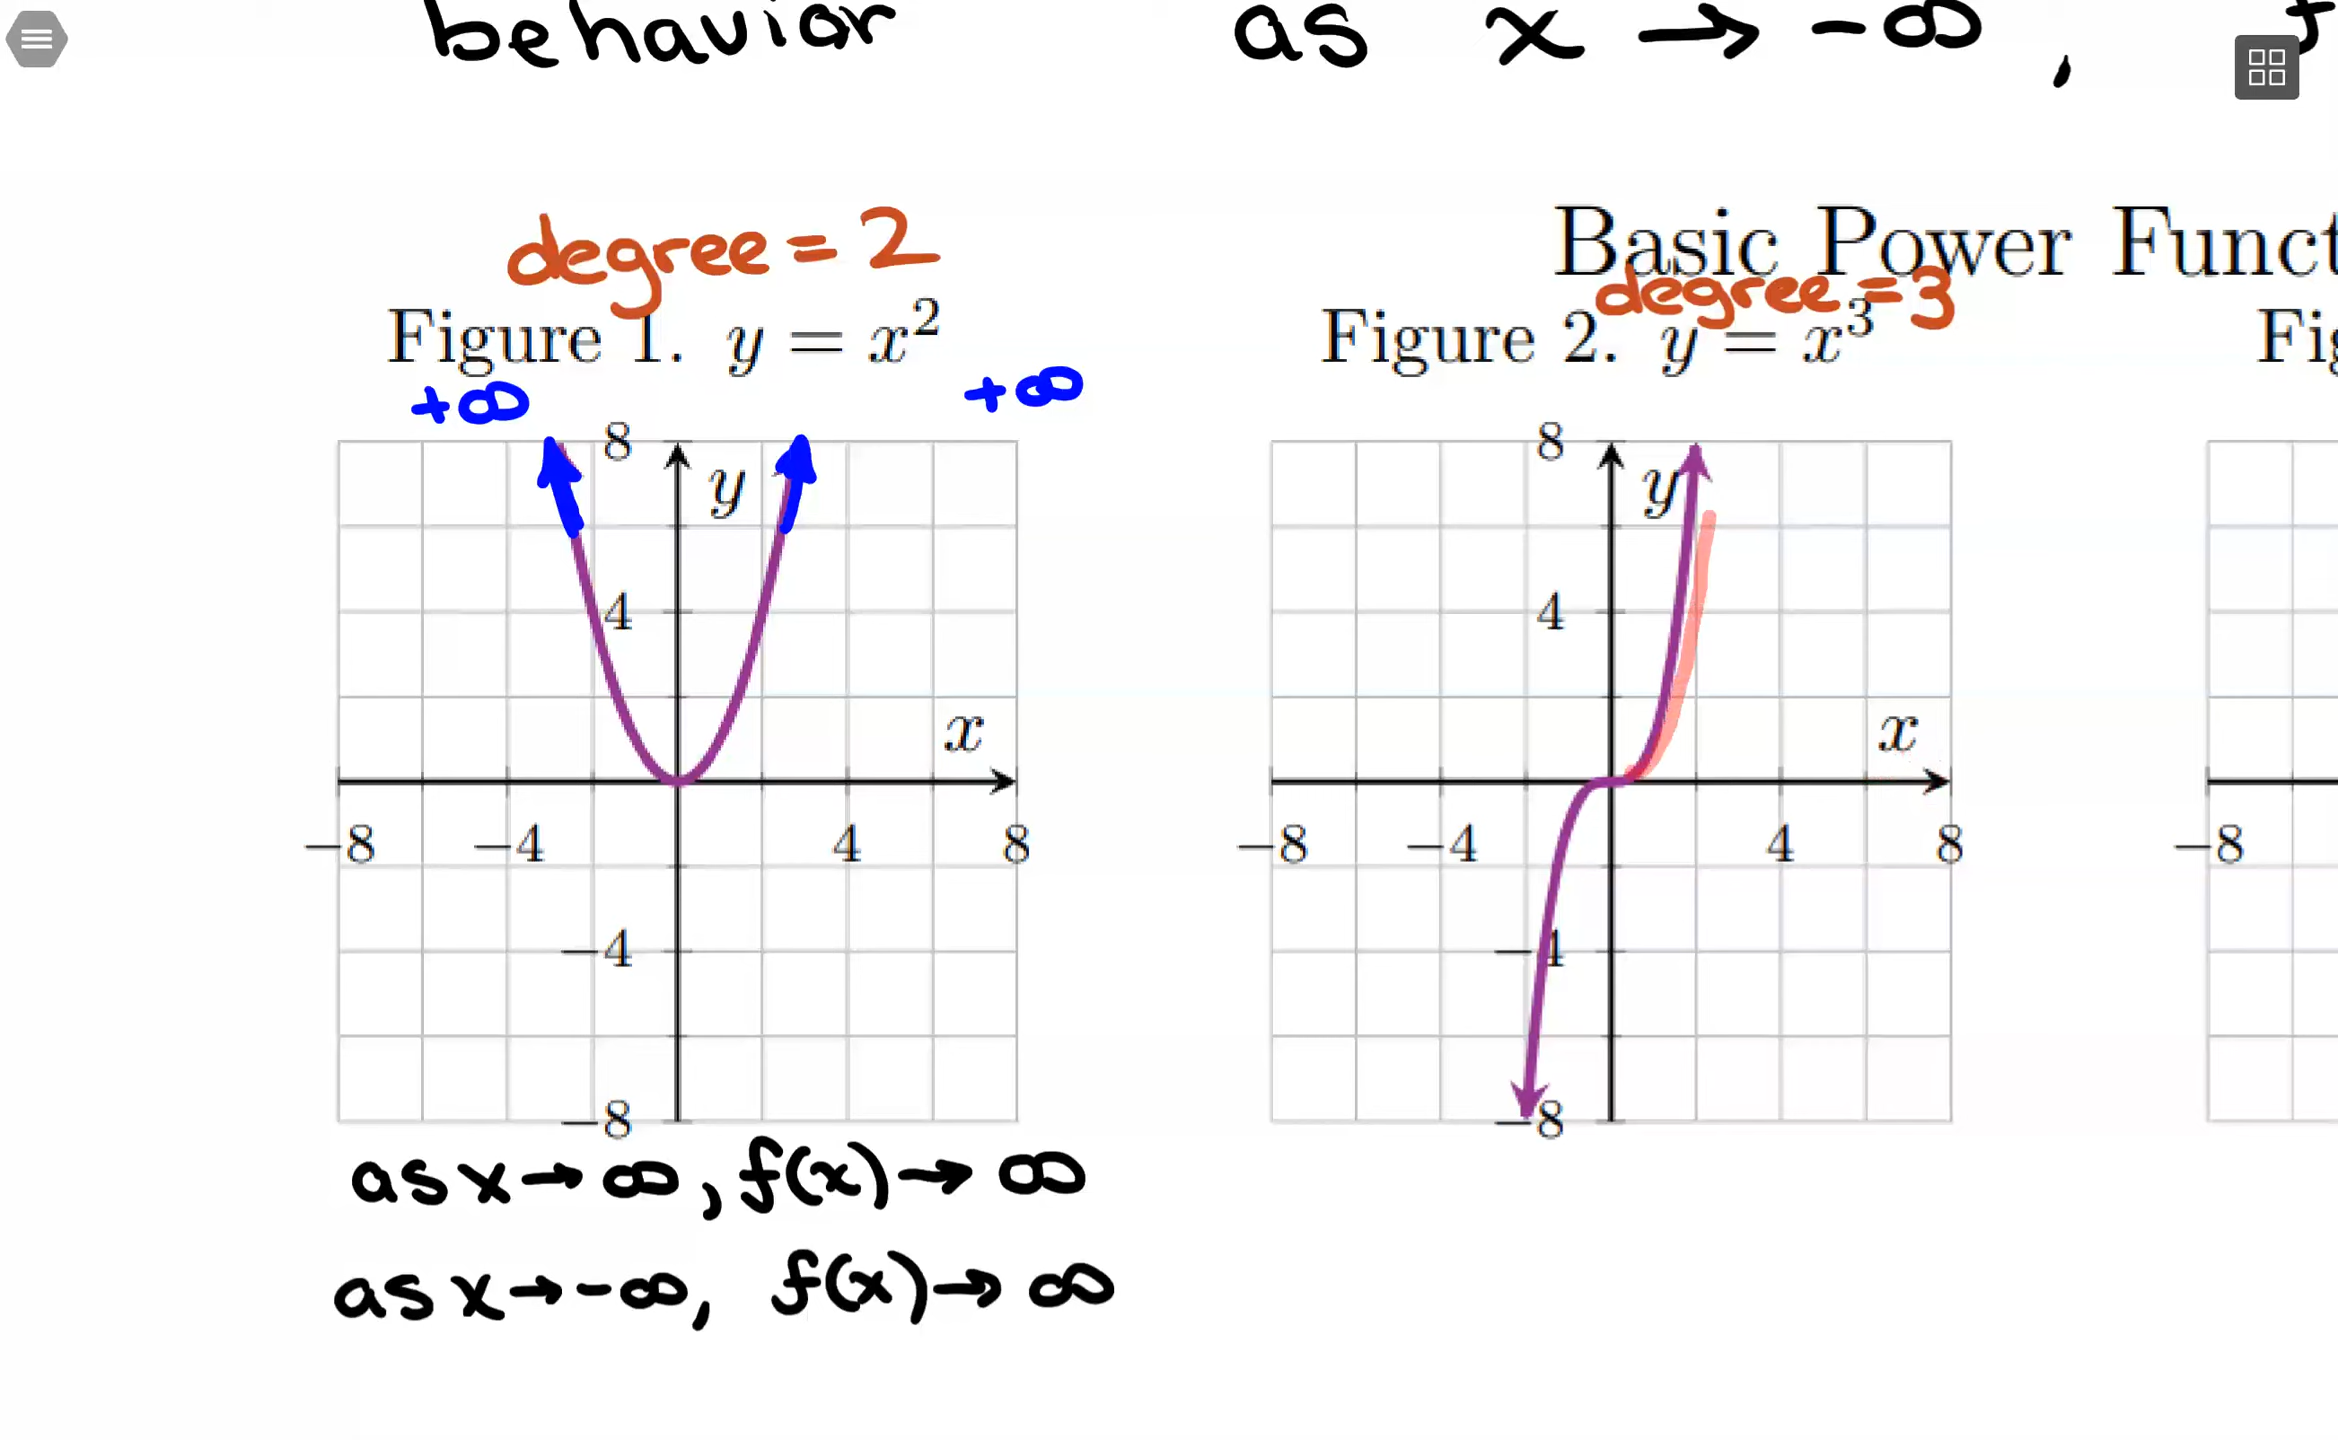 behavior as x → -∞ , f
degree = 2
Basic Power Funct
degree = 3
Figure 1. y = x²
Figure 2. y = x³
Fig
+∞ +∞
8
y
4
x
−8 −4 4 8
−4
−8
8
y
4
x
−8 −4 4 8
−4
−8
−8
as x → ∞, f(x) → ∞
as x → -∞, f(x) → ∞